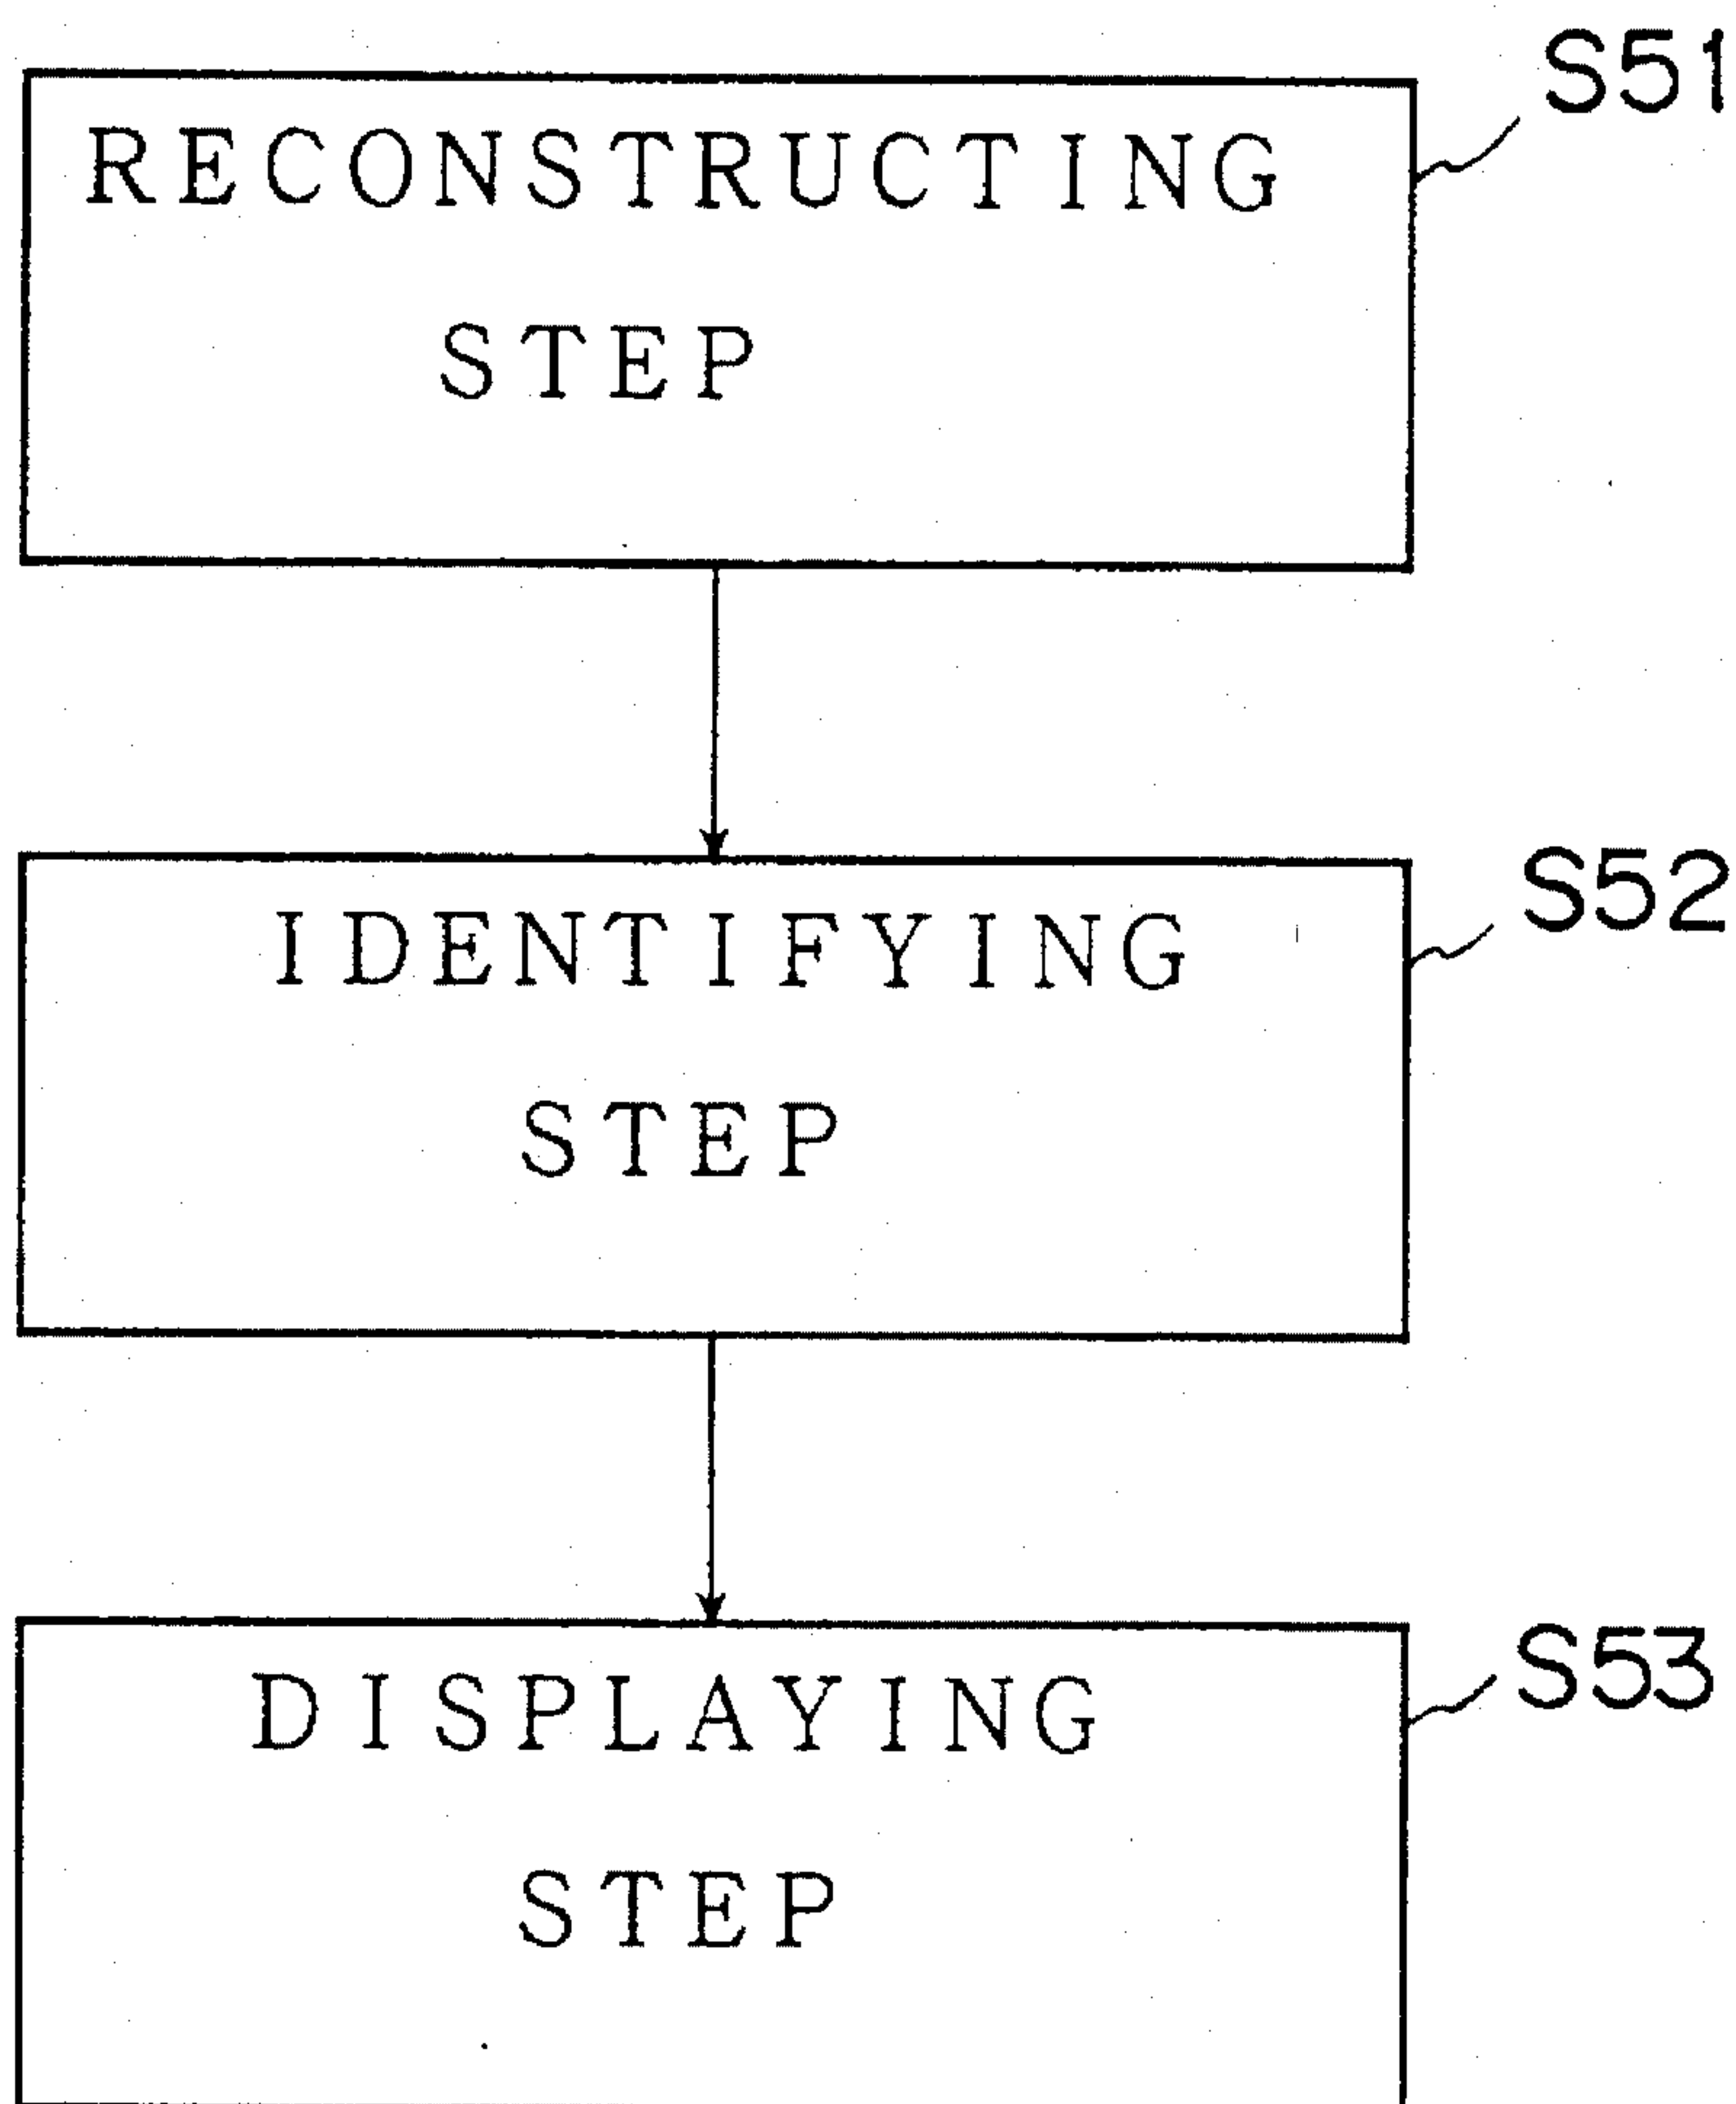 S51
RECONSTRUCTING
STEP
S52
IDENTIFYING
STEP
S53
DISPLAYING
STEP